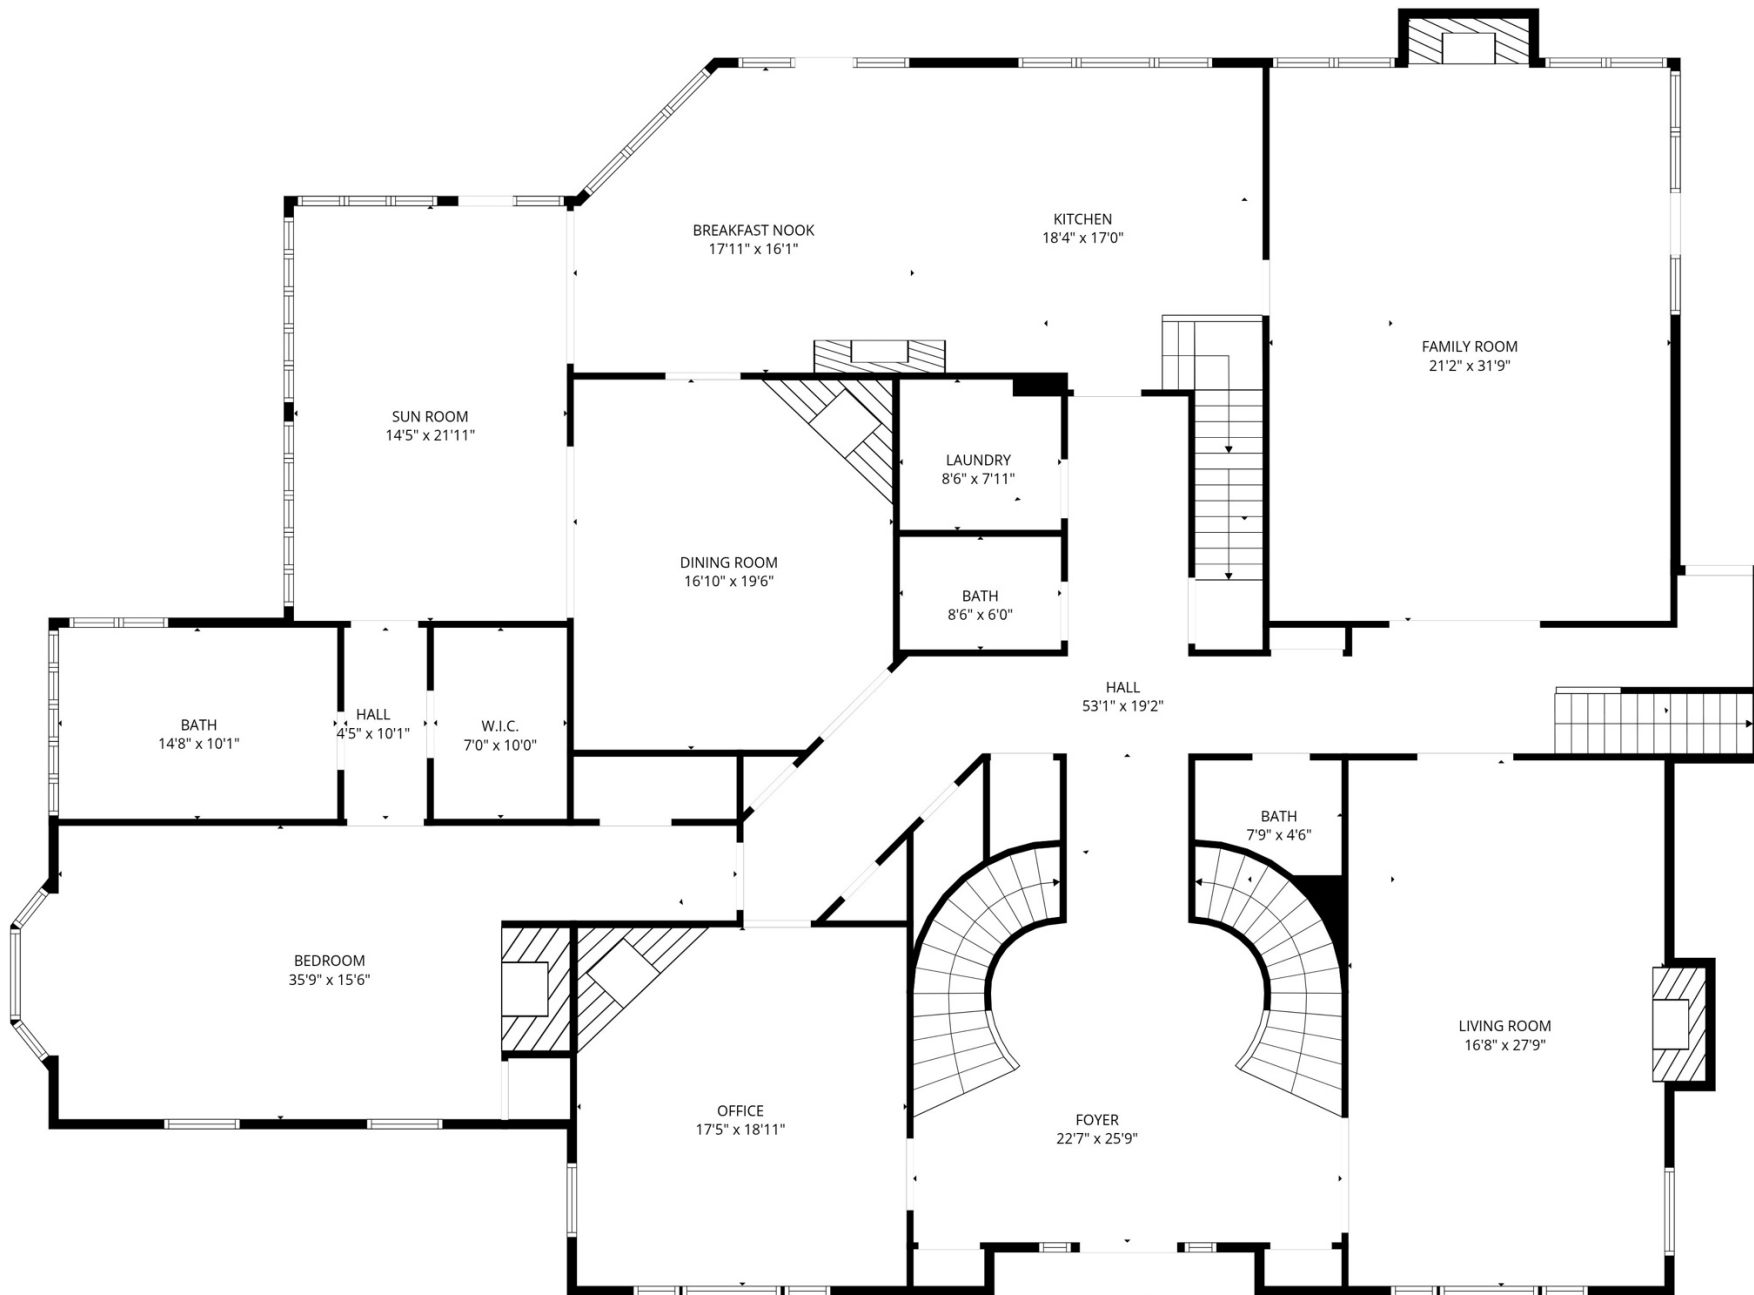 BREAKFAST NOOK
17'11" x 16'1"
KITCHEN
18'4" x 17'0"
FAMILY ROOM
21'2" x 31'9"
SUN ROOM
14'5" x 21'11"
LAUNDRY
8'6" x 7'11"
DINING ROOM
16'10" x 19'6"
BATH
8'6" x 6'0"
HALL
53'1" x 19'2"
BATH
14'8" x 10'1"
HALL
4'5" x 10'1"
W.I.C.
7'0" x 10'0"
BATH
7'9" x 4'6"
BEDROOM
35'9" x 15'6"
LIVING ROOM
16'8" x 27'9"
OFFICE
17'5" x 18'11"
FOYER
22'7" x 25'9"